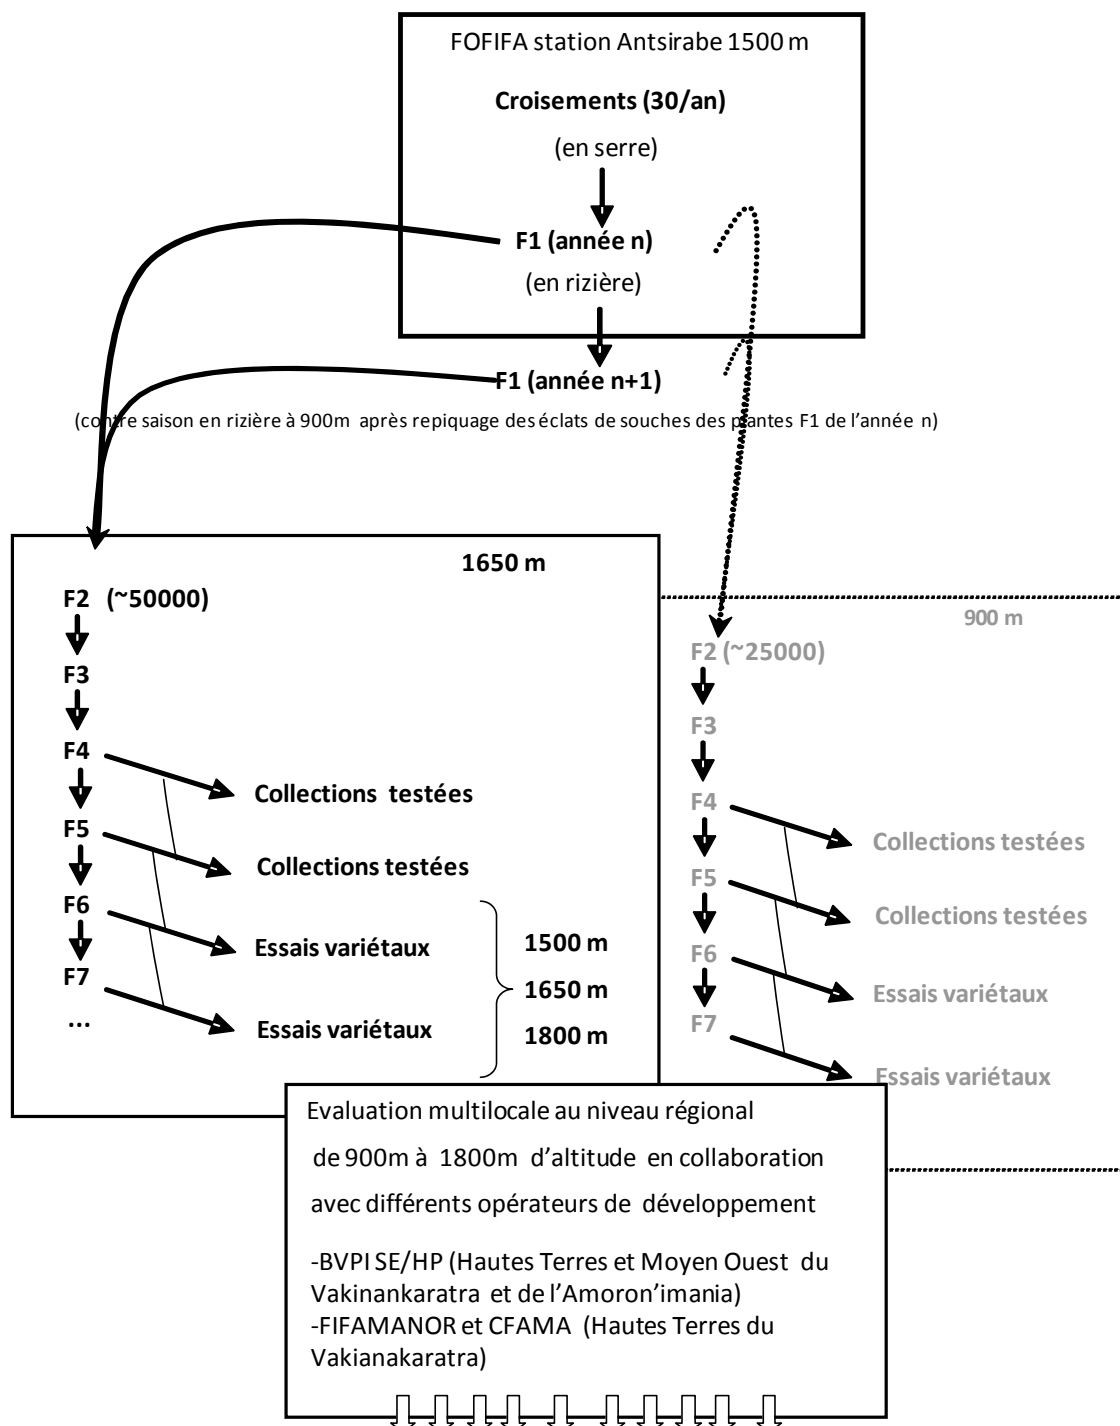 FOFIFA station Antsirabe 1500 m
Croisements (30/an)
(en serre)
F1 (année n)
(en rizière)
F1 (année n+1)
(contre saison en rizière à 900m après repiquage des éclats de souches des plantes F1 de l'année n)
1650 m
F2 (~50000)
F3
F4
Collections testées
F5
Collections testées
F6
Essais variétaux
F7
Essais variétaux
...
1500 m
1650 m
1800 m
900 m
F2 (~25000)
F3
F4
Collections testées
F5
Collections testées
F6
Essais variétaux
F7
Essais variétaux
Evaluation multilocale au niveau régional
de 900m à 1800m d'altitude en collaboration
avec différents opérateurs de développement
-BVPI SE/HP (Hautes Terres et Moyen Ouest du
Vakinankaratra et de l'Amoron'imania)
-FIFAMANOR et CFAMA (Hautes Terres du
Vakianakaratra)